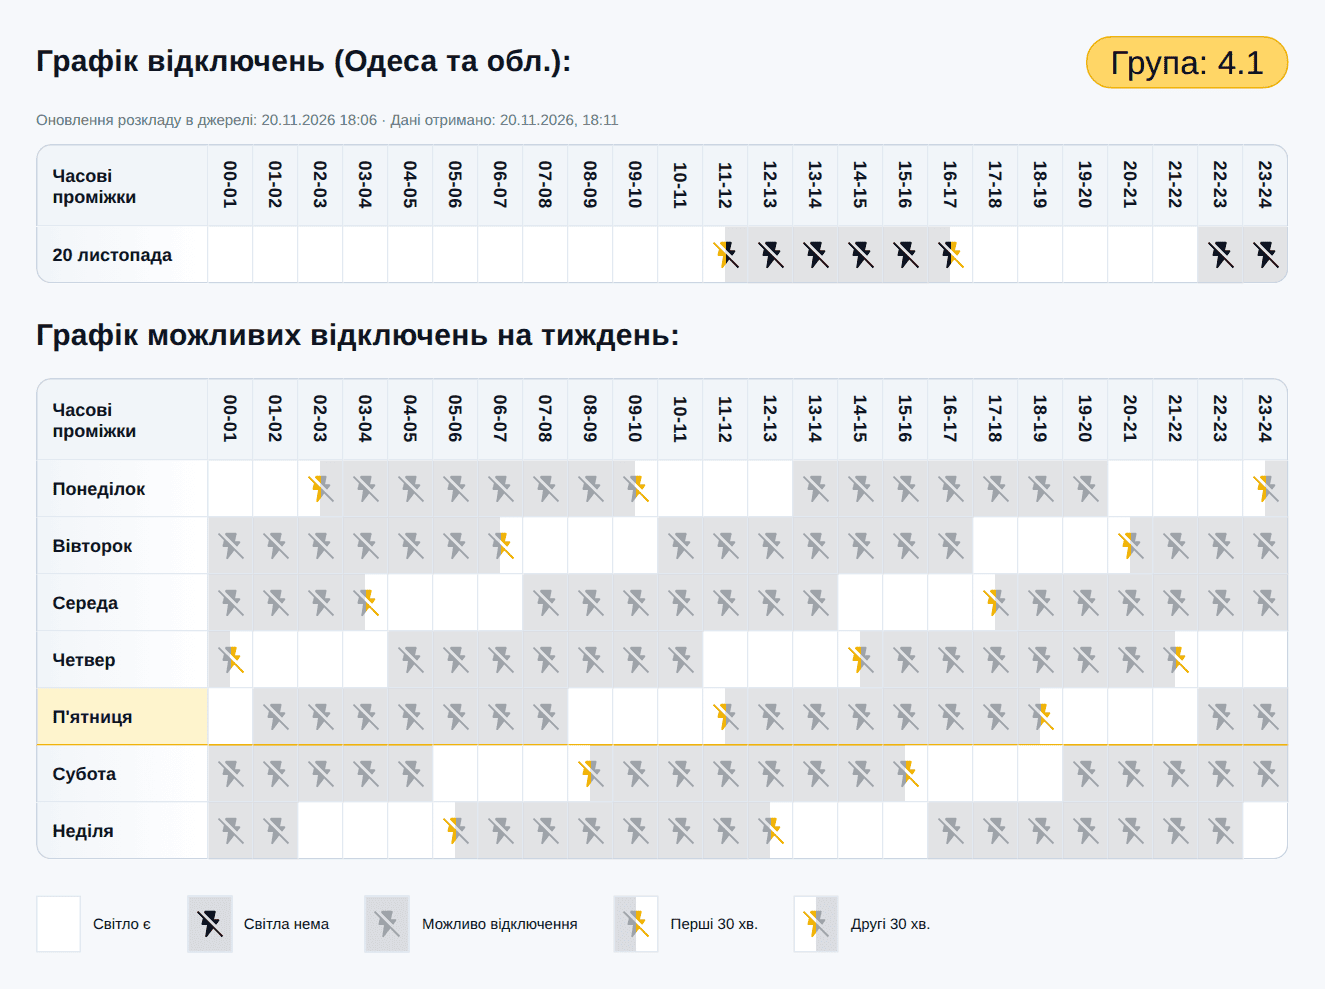 Графік відключень (Одеса та обл.):
Група: 4.1
Оновлення розкладу в джерелі: 20.11.2026 18:06 · Дані отримано: 20.11.2026, 18:11
Часові
проміжки
00-01 01-02 02-03 03-04 04-05 05-06 06-07 07-08 08-09 09-10 10-11 11-12 12-13 13-14 14-15 15-16 16-17 17-18 18-19 19-20 20-21 21-22 22-23 23-24
20 листопада
Графік можливих відключень на тиждень:
Часові
проміжки
00-01 01-02 02-03 03-04 04-05 05-06 06-07 07-08 08-09 09-10 10-11 11-12 12-13 13-14 14-15 15-16 16-17 17-18 18-19 19-20 20-21 21-22 22-23 23-24
Понеділок
Вівторок
Середа
Четвер
П'ятниця
Субота
Неділя
Світло є
Світла нема
Можливо відключення
Перші 30 хв.
Другі 30 хв.